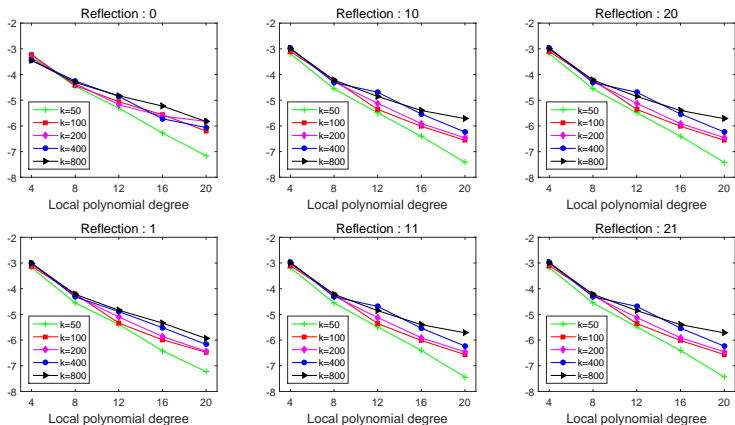 Reflection : 0
-2
-3
-4
-5
-6
-7
-8
k=50
k=100
k=200
k=400
k=800
4 8 12 16 20
Local polynomial degree
Reflection : 10
-2
-3
-4
-5
-6
-7
-8
k=50
k=100
k=200
k=400
k=800
4 8 12 16 20
Local polynomial degree
Reflection : 20
-2
-3
-4
-5
-6
-7
-8
k=50
k=100
k=200
k=400
k=800
4 8 12 16 20
Local polynomial degree
Reflection : 1
-2
-3
-4
-5
-6
-7
-8
k=50
k=100
k=200
k=400
k=800
4 8 12 16 20
Local polynomial degree
Reflection : 11
-2
-3
-4
-5
-6
-7
-8
k=50
k=100
k=200
k=400
k=800
4 8 12 16 20
Local polynomial degree
Reflection : 21
-2
-3
-4
-5
-6
-7
-8
k=50
k=100
k=200
k=400
k=800
4 8 12 16 20
Local polynomial degree